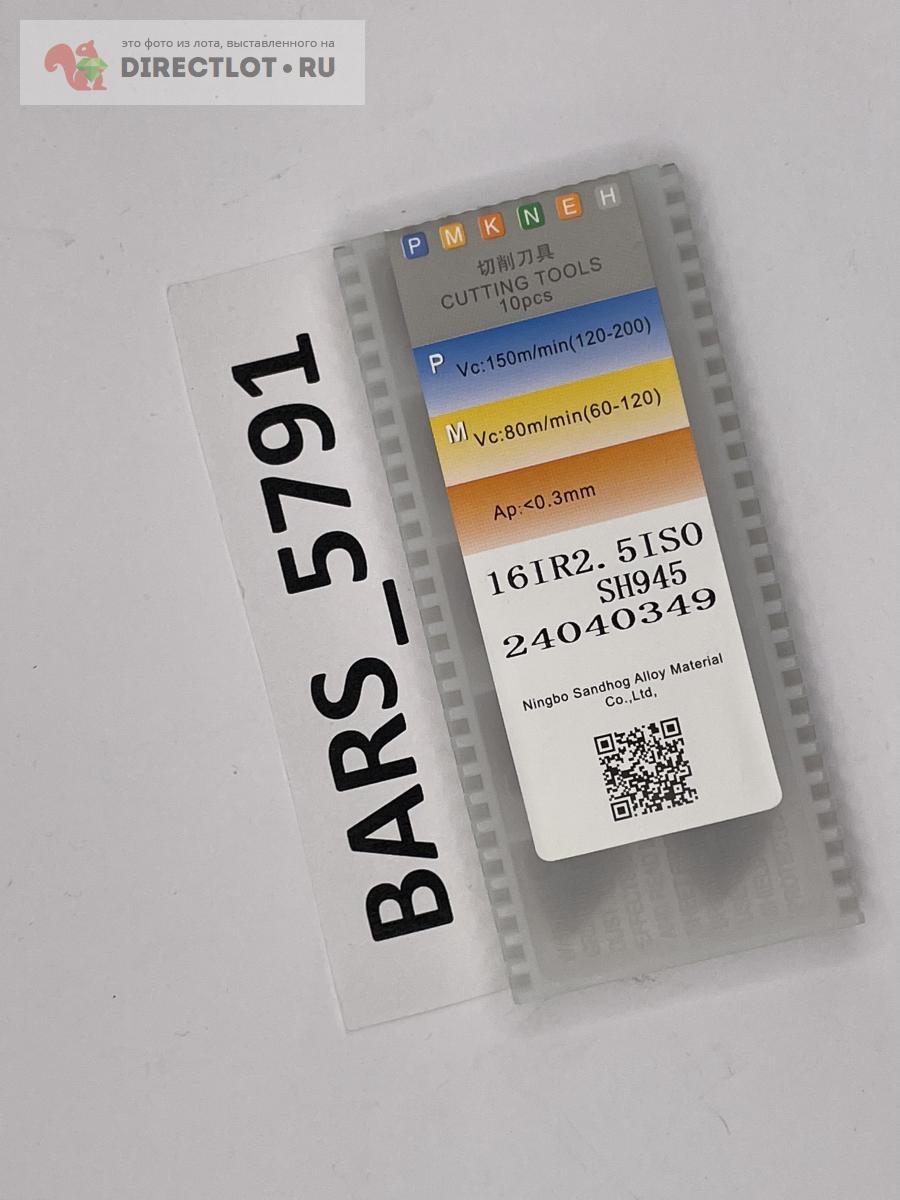 это фото из лота, выставленного на
DIRECTLOT•RU
P M K N E H
切削刀具
CUTTING TOOLS
10pcs
P Vc:150m/min(120-200)
M Vc:80m/min(60-120)
Ap:<0.3mm
16IR2.5ISO
SH945
24040349
Ningbo Sandhog Alloy Material
Co.,Ltd,
BARS_5791